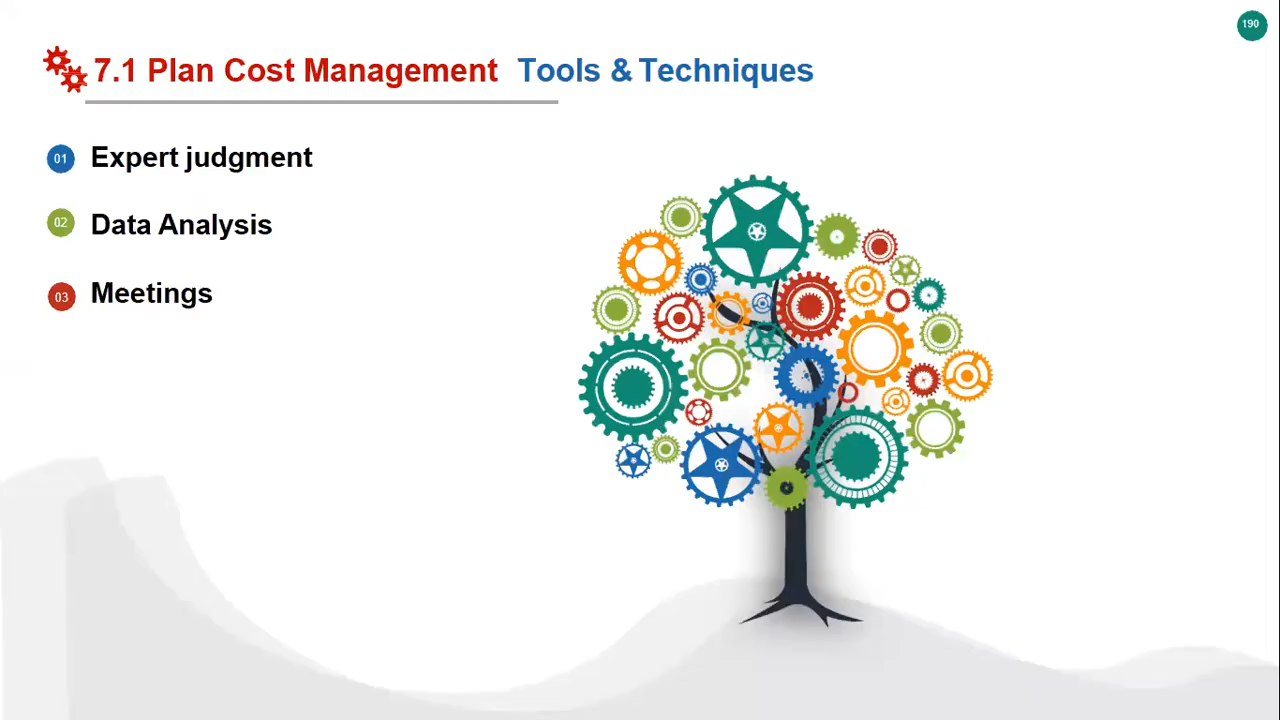 190
7.1 Plan Cost Management Tools & Techniques
01 Expert judgment
02 Data Analysis
03 Meetings